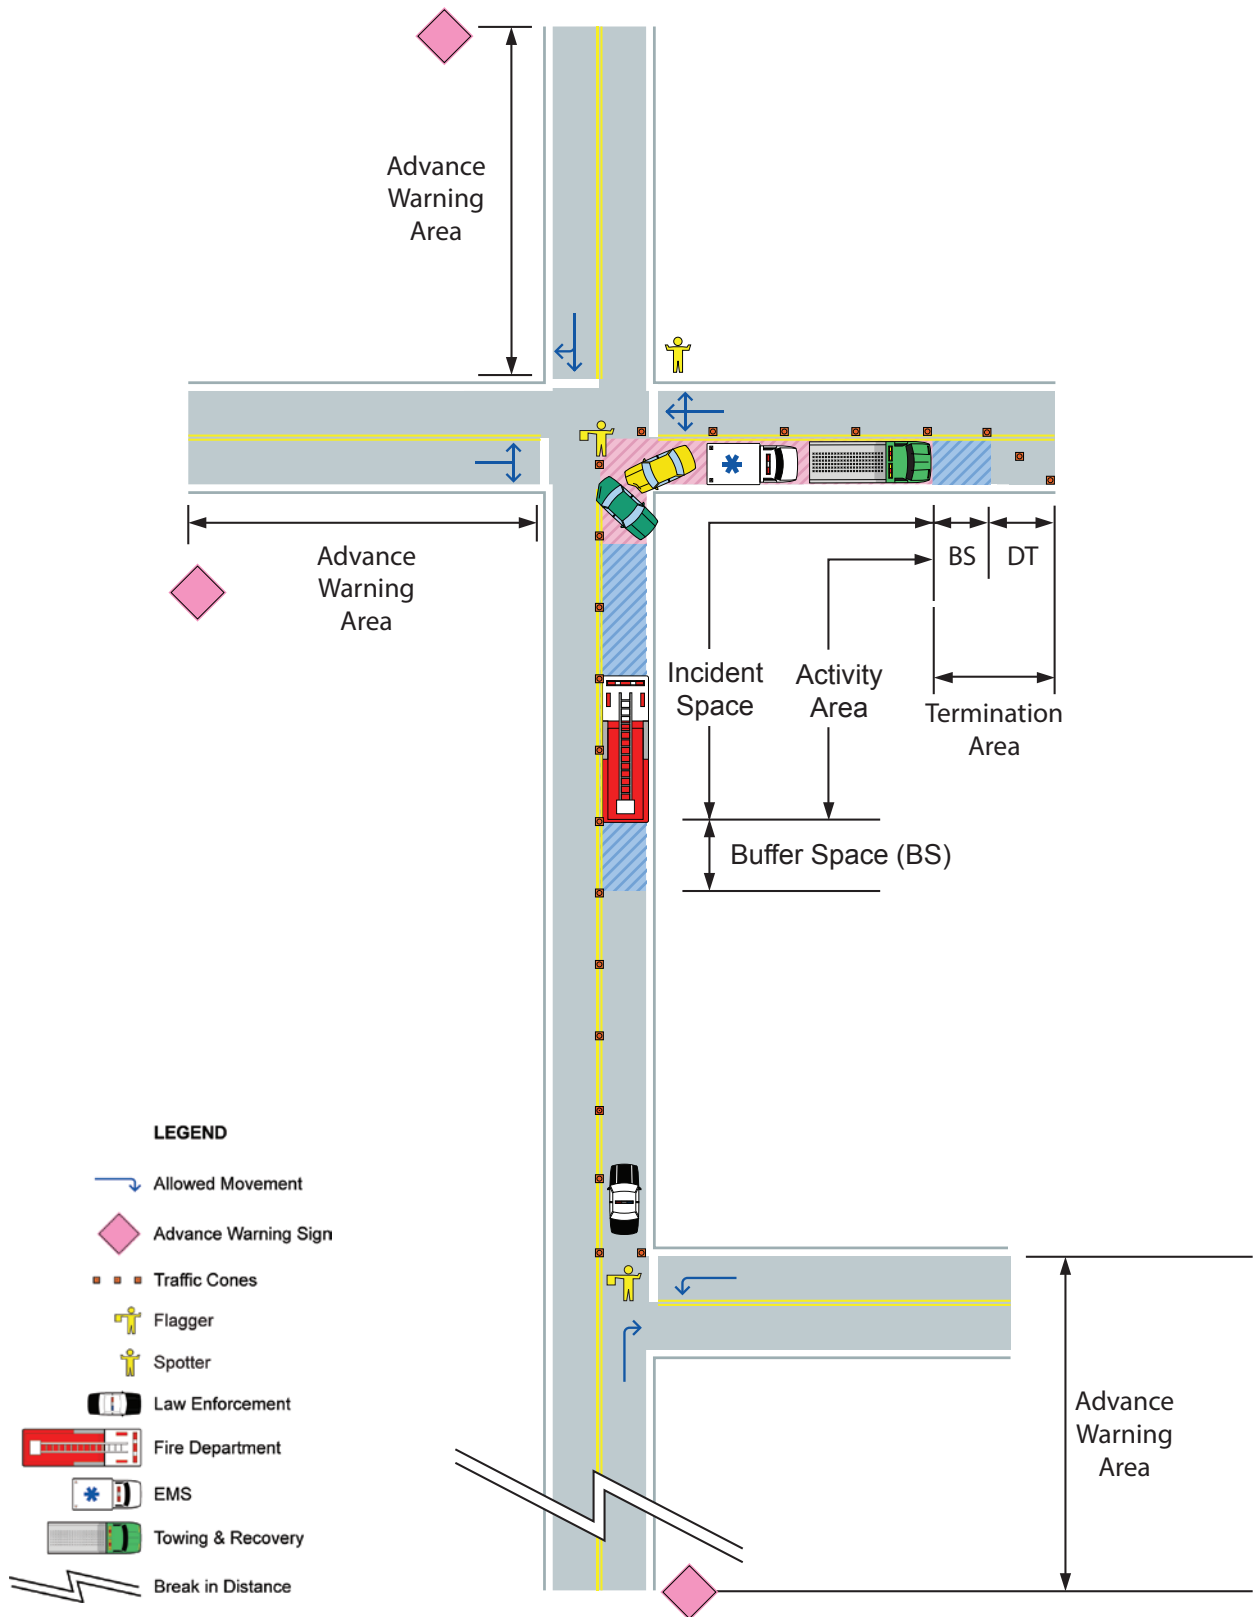 Advance
Warning
Area
Advance
Warning
Area
BS
DT
Incident
Space
Activity
Area
Termination
Area
Buffer Space (BS)
LEGEND
Allowed Movement
Advance Warning Sign
Traffic Cones
Flagger
Spotter
Law Enforcement
Fire Department
EMS
Towing & Recovery
Break in Distance
Advance
Warning
Area